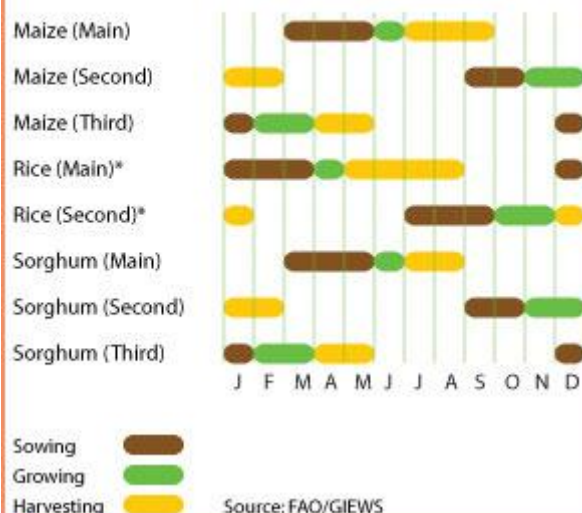 Maize (Main)
Maize (Second)
Maize (Third)
Rice (Main)*
Rice (Second)*
Sorghum (Main)
Sorghum (Second)
Sorghum (Third)
J F M A M J J A S O N D
Sowing
Growing
Harvesting
Source: FAO/GIEWS